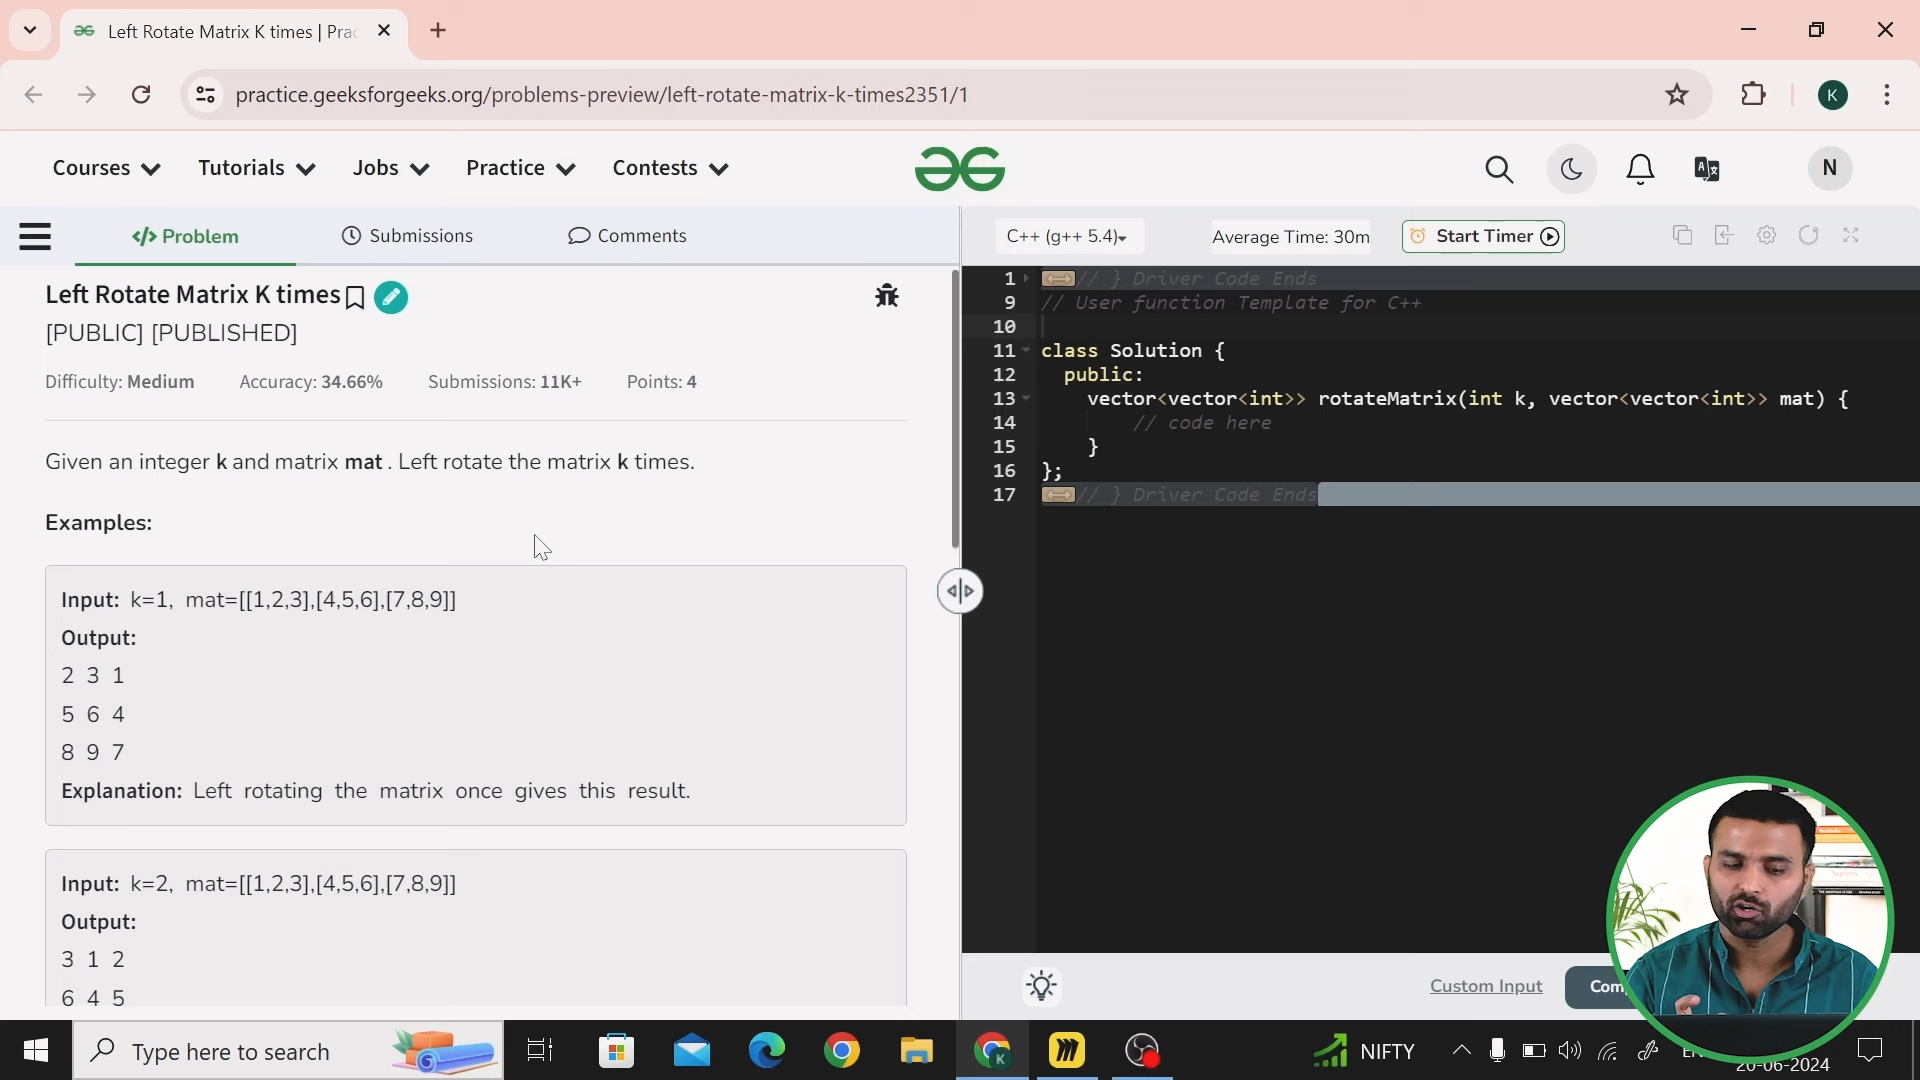 Left Rotate Matrix K times | Prac
practice.geeksforgeeks.org/problems-preview/left-rotate-matrix-k-times2351/1
K
Courses Tutorials Jobs Practice Contests
N
</> Problem Submissions Comments
C++ (g++ 5.4) Average Time: 30m Start Timer
Left Rotate Matrix K times
[PUBLIC] [PUBLISHED]
Difficulty: Medium Accuracy: 34.66% Submissions: 11K+ Points: 4
Given an integer k and matrix mat . Left rotate the matrix k times.
Examples:
Input: k=1, mat=[[1,2,3],[4,5,6],[7,8,9]]
Output:
2 3 1
5 6 4
8 9 7
Explanation: Left rotating the matrix once gives this result.
Input: k=2, mat=[[1,2,3],[4,5,6],[7,8,9]]
Output:
3 1 2
6 4 5
1 // } Driver Code Ends
9 // User function Template for C++
10
11 class Solution {
12 public:
13 vector<vector<int>> rotateMatrix(int k, vector<vector<int>> mat) {
14 // code here
15 }
16 };
17 // } Driver Code Ends
Custom Input
Type here to search
NIFTY
20-06-2024